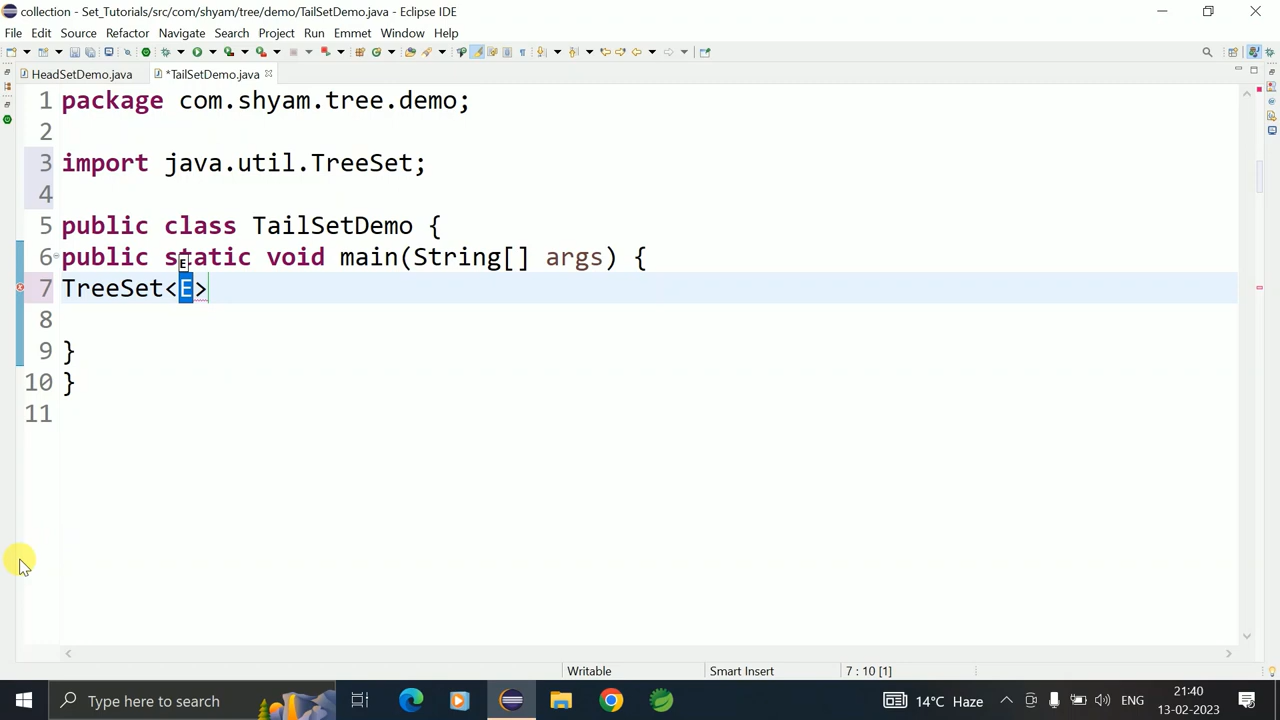 collection - Set_Tutorials/src/com/shyam/tree/demo/TailSetDemo.java - Eclipse IDE
File Edit Source Refactor Navigate Search Project Run Emmet Window Help
HeadSetDemo.java *TailSetDemo.java
1 package com.shyam.tree.demo;
2
3 import java.util.TreeSet;
4
5 public class TailSetDemo {
6 public static void main(String[] args) {
E
7 TreeSet<E>
8
9 }
10 }
11
Writable Smart Insert 7 : 10 [1]
Type here to search 14°C Haze ENG 21:40
13-02-2023